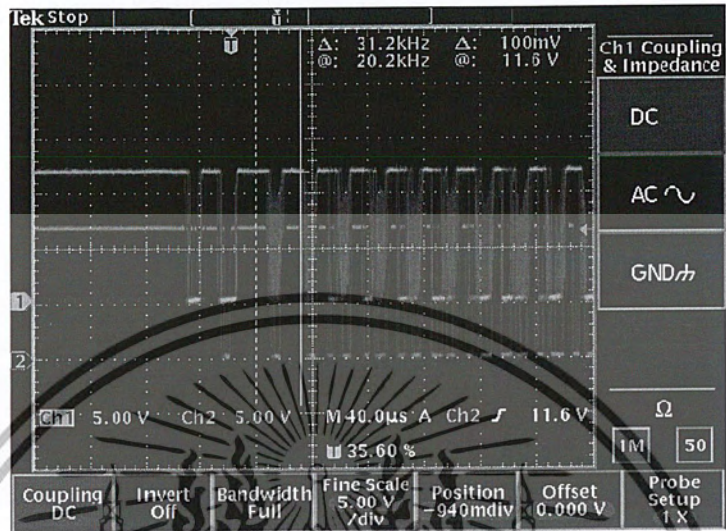 Tek Stop
T
T
Δ: 31.2kHz Δ: 100mV
@: 20.2kHz @: 11.6 V
Ch1 Coupling
& Impedance
DC
AC
GND
1
2
Ch1 5.00 V Ch2 5.00 V M 40.0µs A Ch2 11.6 V
T 35.60 %
Ω
1M 50
Coupling
DC
Invert
Off
Bandwidth
Full
Fine Scale
5.00 V
/div
Position
-940mdiv
Offset
0.000 V
Probe
Setup
1 X